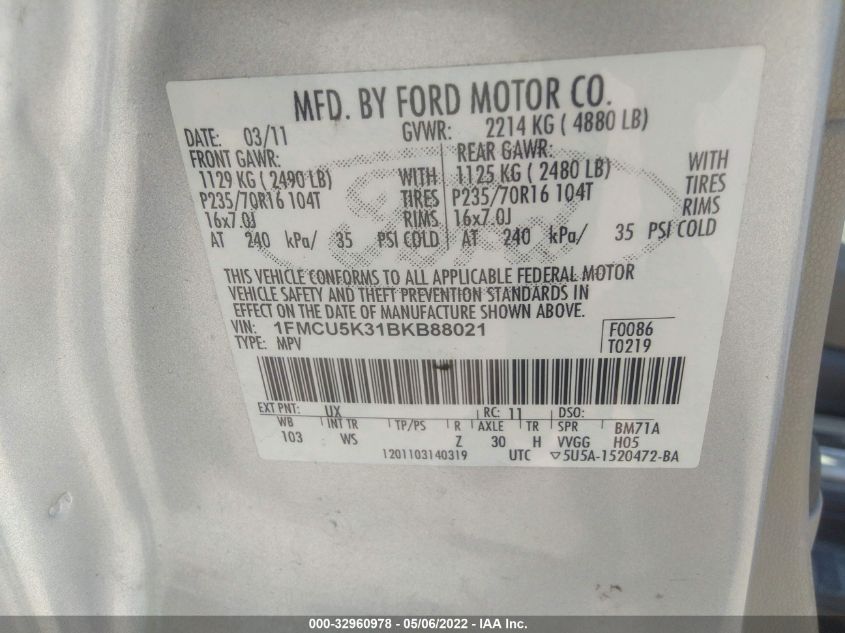 MFD. BY FORD MOTOR CO.
DATE: 03/11 GVWR: 2214 KG ( 4880 LB)
FRONT GAWR: REAR GAWR:
1129 KG ( 2490 LB) WITH 1125 KG ( 2480 LB) WITH
P235/70R16 104T TIRES P235/70R16 104T TIRES
16x7.0J RIMS 16x7.0J RIMS
AT 240 kPa/ 35 PSI COLD AT 240 kPa/ 35 PSI COLD
THIS VEHICLE CONFORMS TO ALL APPLICABLE FEDERAL MOTOR
VEHICLE SAFETY AND THEFT PREVENTION STANDARDS IN
EFFECT ON THE DATE OF MANUFACTURE SHOWN ABOVE.
VIN: 1FMCU5K31BKB88021 F0086
TYPE: MPV T0219
EXT PNT: UX RC: 11 DSO:
WB INT TR TP/PS R AXLE TR SPR BM71A
103 WS Z 30 H VVGG H05
1201103140319 UTC ▽5U5A-1520472-BA
000-32960978 - 05/06/2022 - IAA Inc.